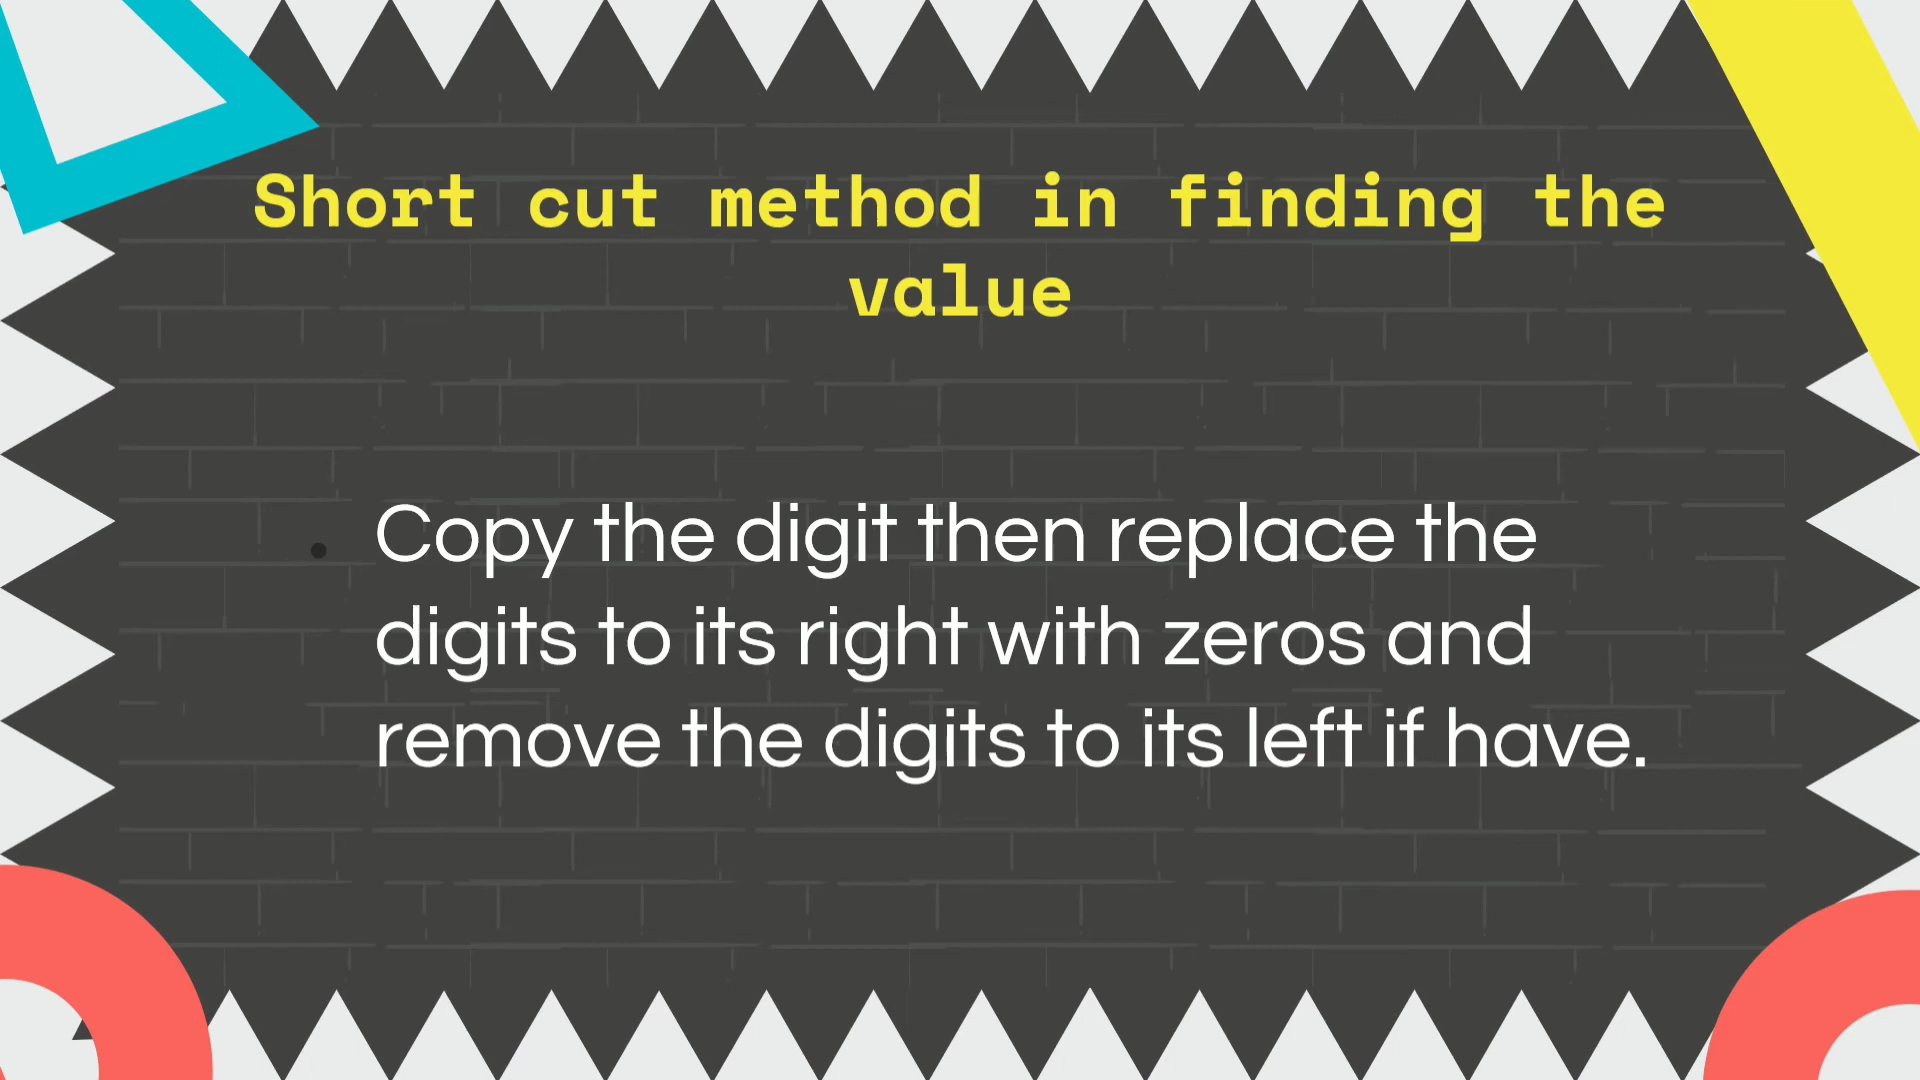 Short cut method in finding the
value
Copy the digit then replace the
digits to its right with zeros and
remove the digits to its left if have.